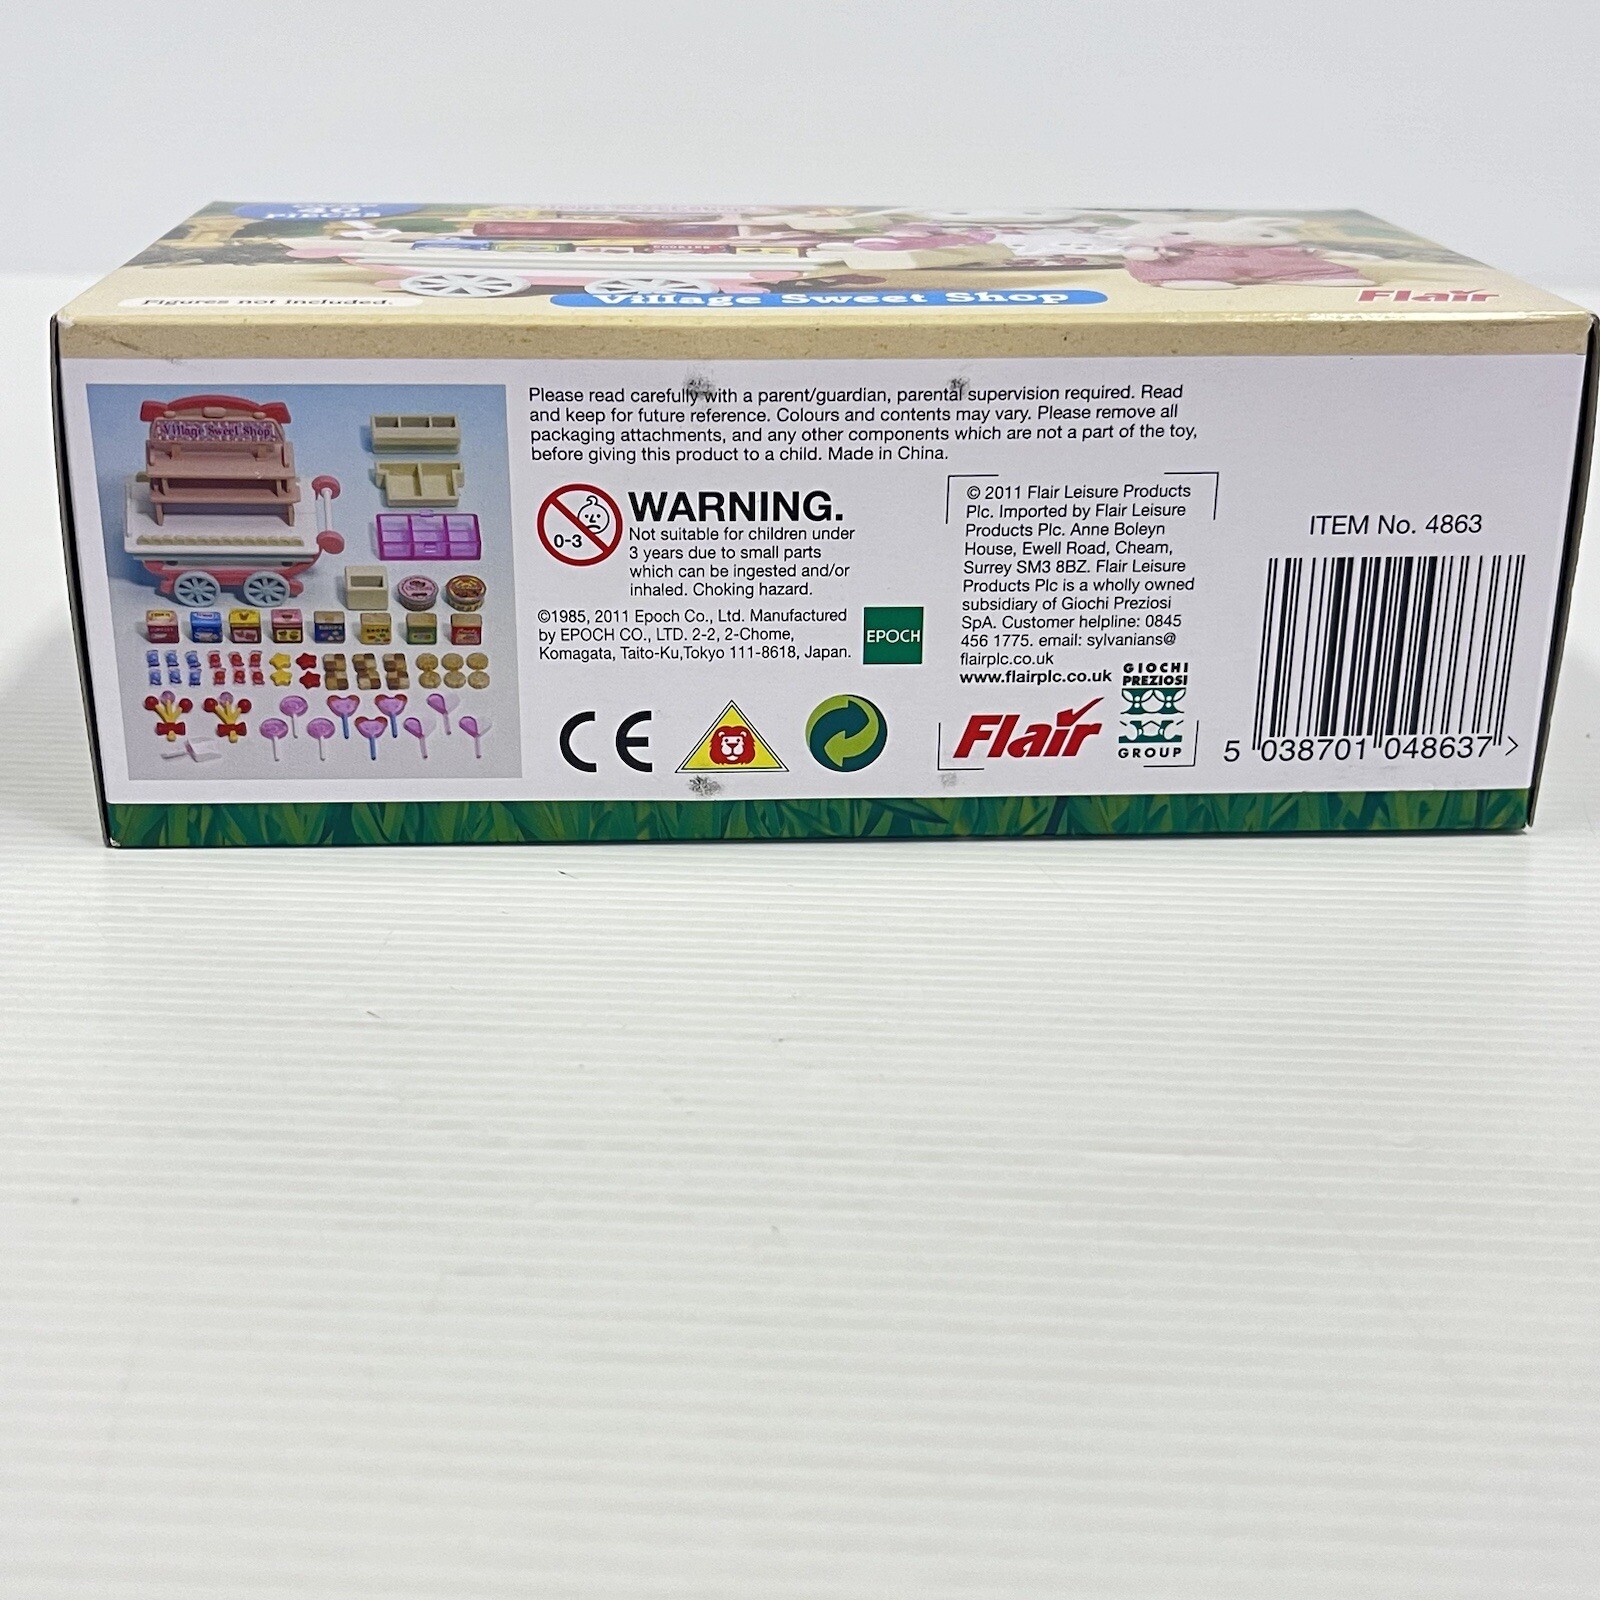 40
PIECES
Figures not included.
Village Sweet Shop
Flair
Village Sweet Shop
Please read carefully with a parent/guardian, parental supervision required. Read
and keep for future reference. Colours and contents may vary. Please remove all
packaging attachments, and any other components which are not a part of the toy,
before giving this product to a child. Made in China.
0-3
WARNING.
Not suitable for children under
3 years due to small parts
which can be ingested and/or
inhaled. Choking hazard.
©1985, 2011 Epoch Co., Ltd. Manufactured
by EPOCH CO., LTD. 2-2, 2-Chome,
Komagata, Taito-Ku,Tokyo 111-8618, Japan.
EPOCH
CE
© 2011 Flair Leisure Products
Plc. Imported by Flair Leisure
Products Plc. Anne Boleyn
House, Ewell Road, Cheam,
Surrey SM3 8BZ. Flair Leisure
Products Plc is a wholly owned
subsidiary of Giochi Preziosi
SpA. Customer helpline: 0845
456 1775. email: sylvanians@
flairplc.co.uk
www.flairplc.co.uk
Flair
GIOCHI
PREZIOSI
GROUP
ITEM No. 4863
5 038701 048637 >